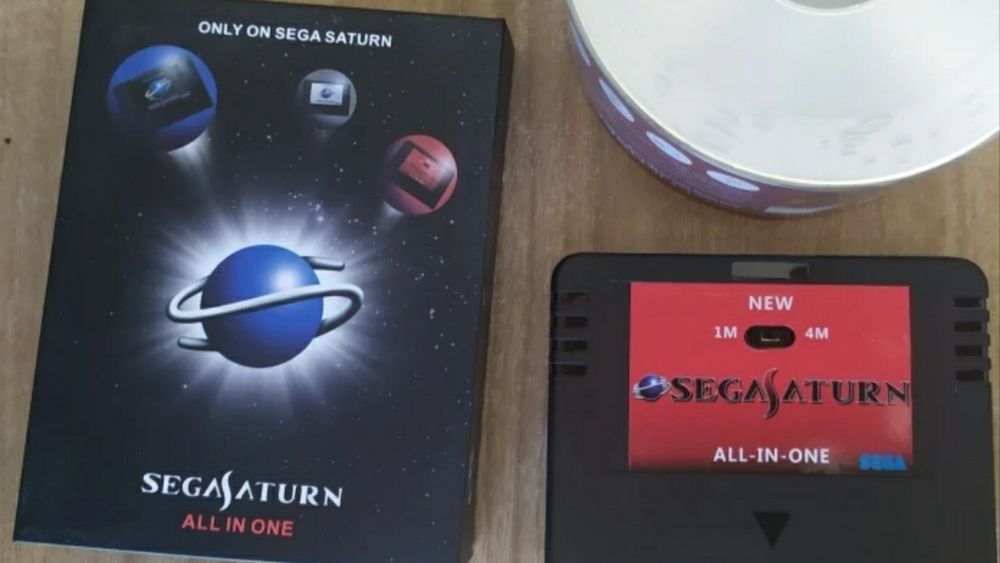 ONLY ON SEGA SATURN
SEGA SATURN
ALL IN ONE
NEW
1M 4M
SEGA SATURN
ALL-IN-ONE
SEGA